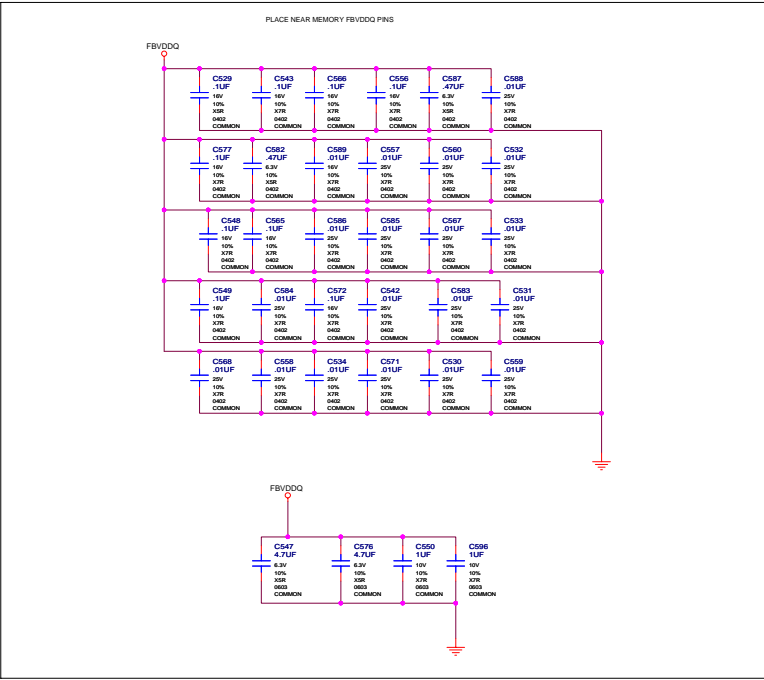 PLACE NEAR MEMORY FBVDDQ PINS
FBVDDQ
C529 C543 C566 C556 C587 C588
.1UF .1UF .1UF .1UF .47UF .01UF
16V 16V 16V 16V 6.3V 25V
10% 10% 10% 10% 10% 10%
X5R X7R X7R X7R X5R X7R
0402 0402 0402 0402 0402 0402
COMMON COMMON COMMON COMMON COMMON COMMON
C577 C582 C589 C557 C560 C532
.1UF .47UF .01UF .01UF .01UF .01UF
16V 6.3V 16V 25V 25V 25V
10% 10% 10% 10% 10% 10%
X7R X5R X7R X7R X7R X7R
0402 0402 0402 0402 0402 0402
COMMON COMMON COMMON COMMON COMMON COMMON
C548 C565 C586 C585 C567 C533
.1UF .1UF .01UF .01UF .01UF .01UF
16V 16V 25V 25V 25V 25V
10% 10% 10% 10% 10% 10%
X7R X7R X7R X7R X7R X7R
0402 0402 0402 0402 0402 0402
COMMON COMMON COMMON COMMON COMMON COMMON
C549 C584 C572 C542 C583 C531
.1UF .01UF .1UF .01UF .01UF .01UF
16V 25V 16V 25V 25V 25V
10% 10% 10% 10% 10% 10%
X7R X7R X7R X7R X7R X7R
0402 0402 0402 0402 0402 0402
COMMON COMMON COMMON COMMON COMMON COMMON
C568 C558 C534 C571 C530 C559
.01UF .01UF .01UF .01UF .01UF .01UF
25V 25V 25V 25V 25V 25V
10% 10% 10% 10% 10% 10%
X7R X7R X7R X7R X7R X7R
0402 0402 0402 0402 0402 0402
COMMON COMMON COMMON COMMON COMMON COMMON
FBVDDQ
C547 C576 C550 C596
4.7UF 4.7UF 1UF 1UF
6.3V 6.3V 10V 10V
10% 10% 10% 10%
X5R X5R X7R X7R
0603 0603 0603 0603
COMMON COMMON COMMON COMMON